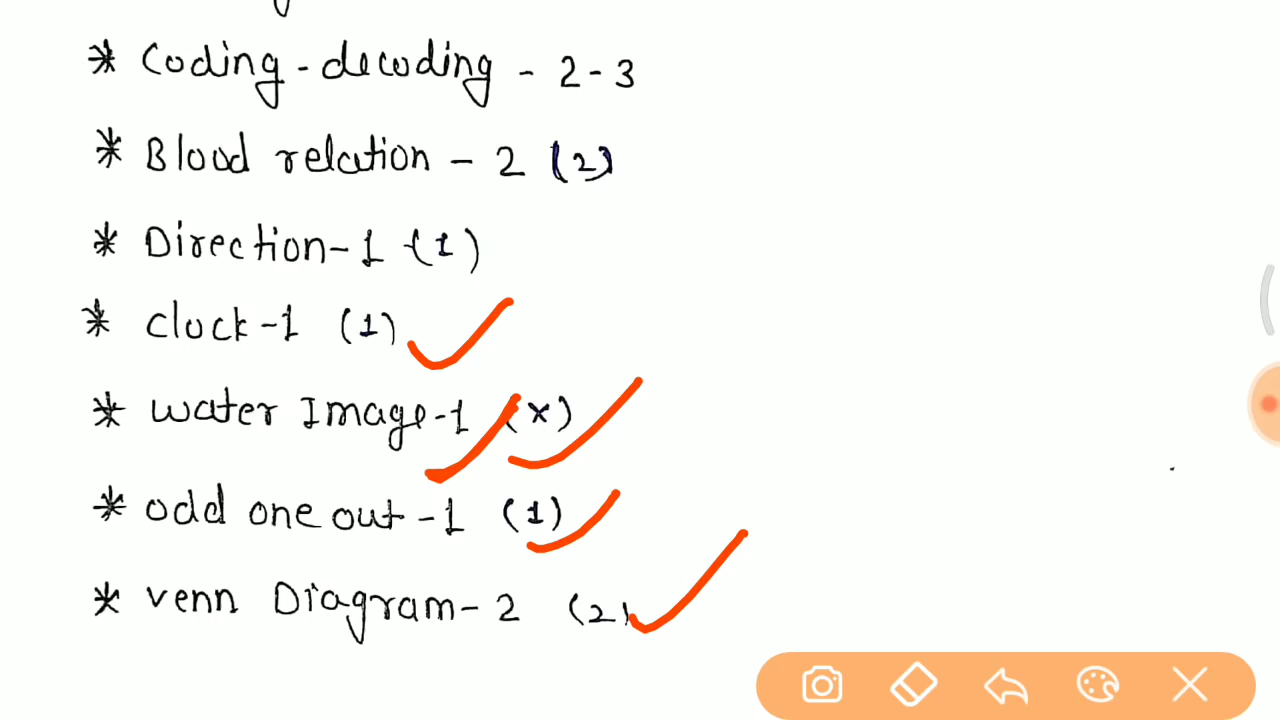 * Coding-decoding - 2-3
* Blood relation - 2 (2)
* Direction-1 (1)
* clock-1 (1)
* water Image-1 (x)
* odd one out -1 (1)
* venn Diagram- 2 (2)